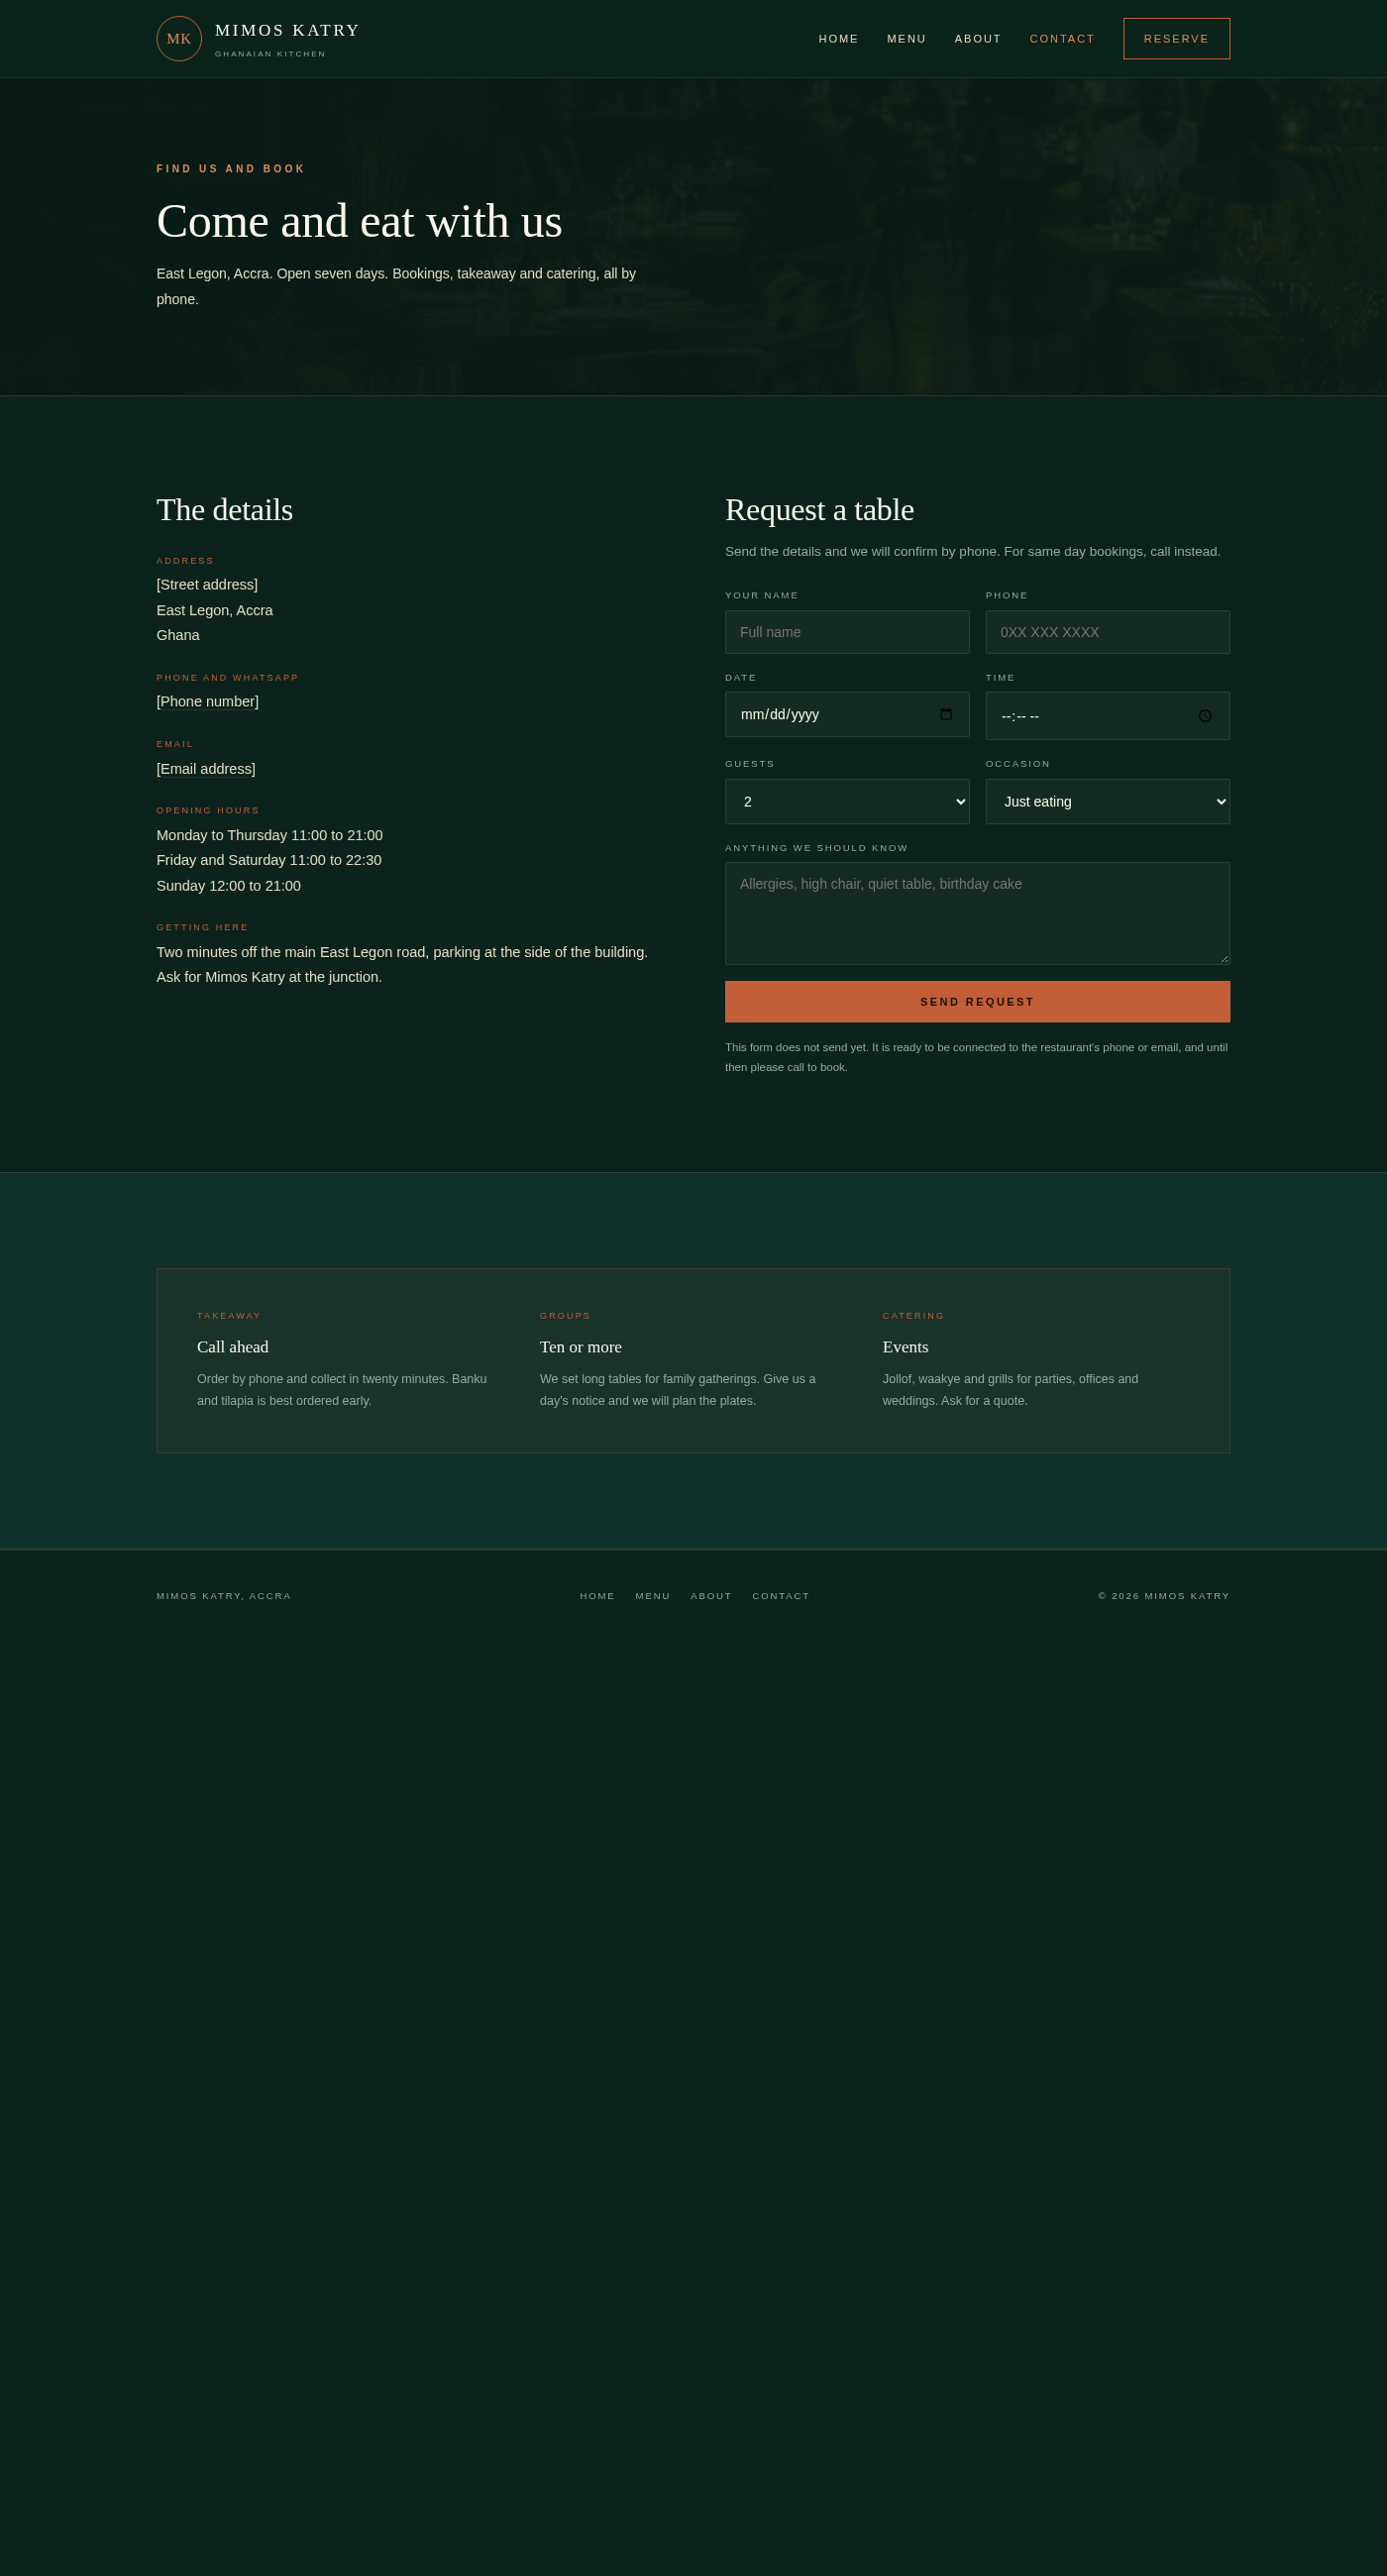 MK
MIMOS KATRY
GHANAIAN KITCHEN
HOME MENU ABOUT CONTACT RESERVE
FIND US AND BOOK
Come and eat with us
East Legon, Accra. Open seven days. Bookings, takeaway and catering, all by
phone.
The details
ADDRESS
[Street address]
East Legon, Accra
Ghana
PHONE AND WHATSAPP
[Phone number]
EMAIL
[Email address]
OPENING HOURS
Monday to Thursday 11:00 to 21:00
Friday and Saturday 11:00 to 22:30
Sunday 12:00 to 21:00
GETTING HERE
Two minutes off the main East Legon road, parking at the side of the building.
Ask for Mimos Katry at the junction.
Request a table
Send the details and we will confirm by phone. For same day bookings, call instead.
YOUR NAME PHONE
Full name 0XX XXX XXXX
DATE TIME
mm/dd/yyyy --:-- --
GUESTS OCCASION
2 Just eating
ANYTHING WE SHOULD KNOW
Allergies, high chair, quiet table, birthday cake
SEND REQUEST
This form does not send yet. It is ready to be connected to the restaurant's phone or email, and until
then please call to book.
TAKEAWAY
Call ahead
Order by phone and collect in twenty minutes. Banku
and tilapia is best ordered early.
GROUPS
Ten or more
We set long tables for family gatherings. Give us a
day's notice and we will plan the plates.
CATERING
Events
Jollof, waakye and grills for parties, offices and
weddings. Ask for a quote.
MIMOS KATRY, ACCRA HOME MENU ABOUT CONTACT © 2026 MIMOS KATRY